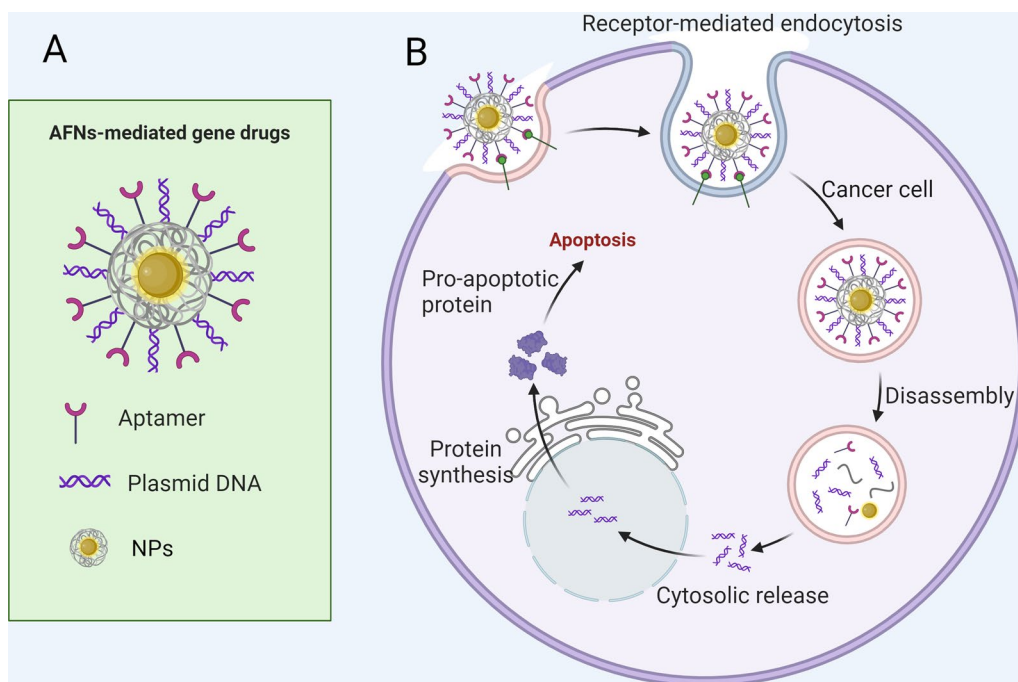 A
AFNs-mediated gene drugs
Aptamer
Plasmid DNA
NPs
B
Receptor-mediated endocytosis
Cancer cell
Disassembly
Cytosolic release
Protein
synthesis
Pro-apoptotic
protein
Apoptosis